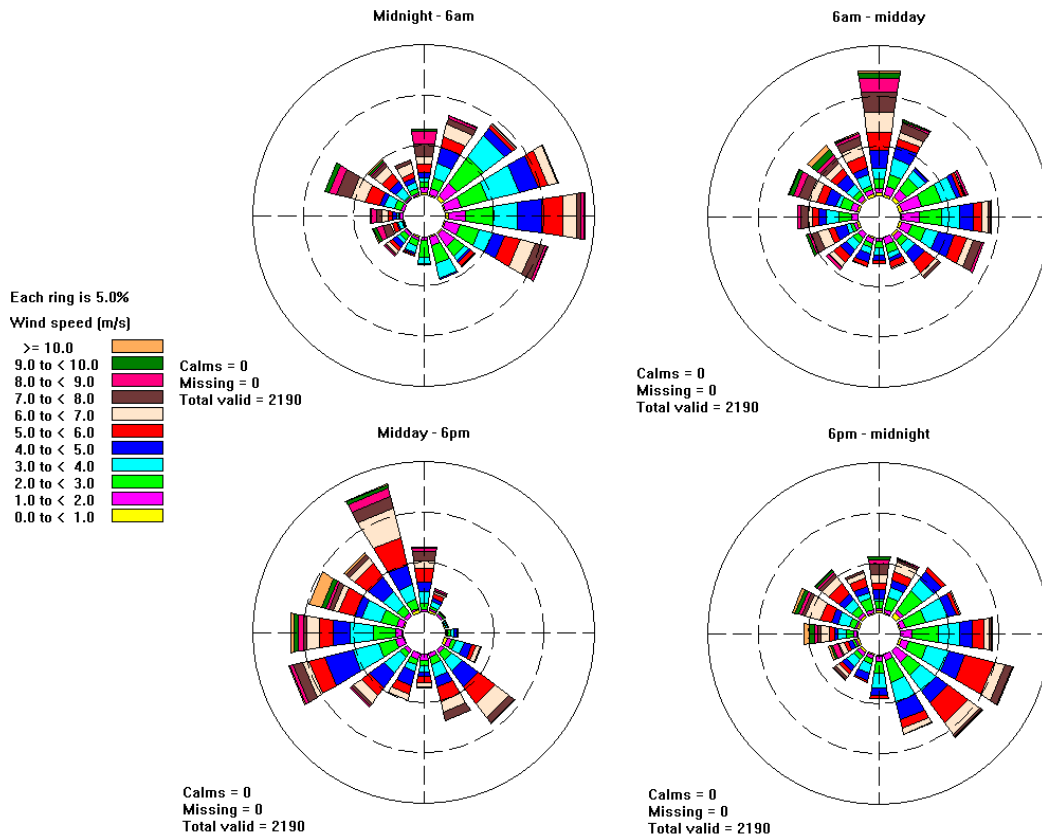 Midnight - 6am
6am - midday
Each ring is 5.0%
Wind speed (m/s)
>= 10.0
9.0 to < 10.0
8.0 to < 9.0
7.0 to < 8.0
6.0 to < 7.0
5.0 to < 6.0
4.0 to < 5.0
3.0 to < 4.0
2.0 to < 3.0
1.0 to < 2.0
0.0 to < 1.0
Calms = 0
Missing = 0
Total valid = 2190
Calms = 0
Missing = 0
Total valid = 2190
Midday - 6pm
6pm - midnight
Calms = 0
Missing = 0
Total valid = 2190
Calms = 0
Missing = 0
Total valid = 2190